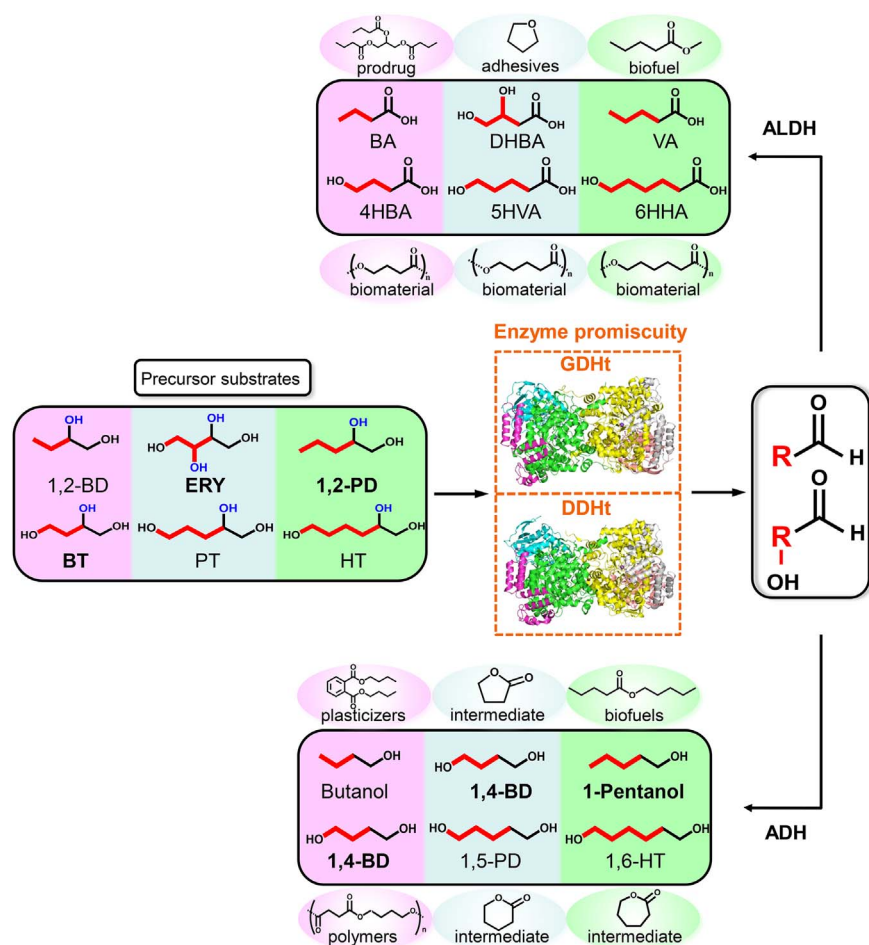 prodrug adhesives biofuel
BA DHBA VA
4HBA 5HVA 6HHA
biomaterial biomaterial biomaterial
ALDH
Enzyme promiscuity
GDHt
DDHt
Precursor substrates
1,2-BD ERY 1,2-PD
BT PT HT
R O H
R O H
OH
plasticizers intermediate biofuels
Butanol 1,4-BD 1-Pentanol
1,4-BD 1,5-PD 1,6-HT
ADH
polymers intermediate intermediate